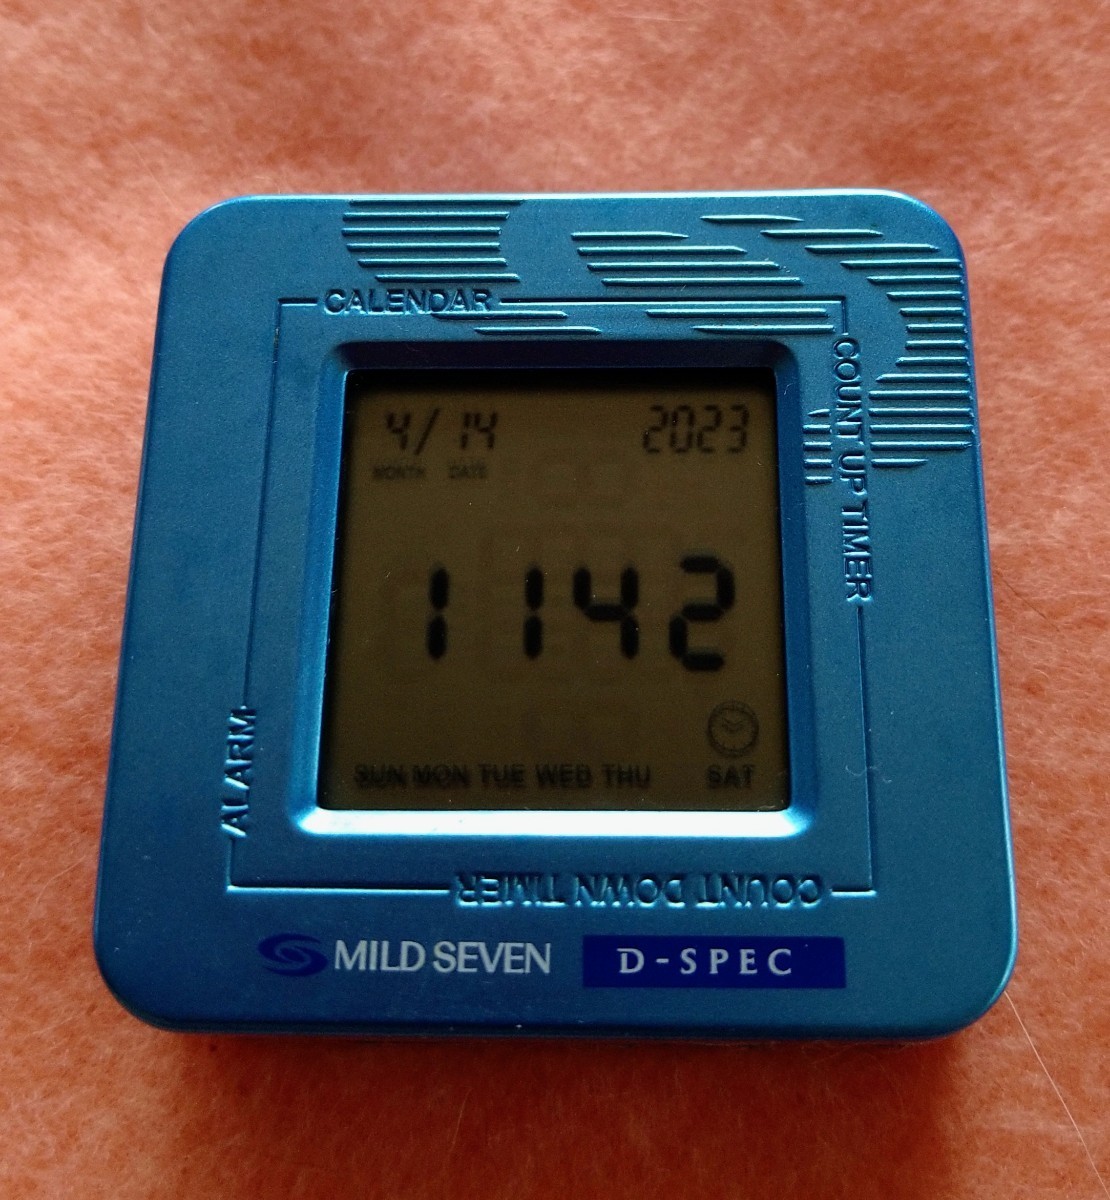 CALENDAR
COUNT UP TIMER
4/14 2023
MONTH DATE
1142
SUN MON TUE WED THU SAT
ALARM
COUNT DOWN TIMER
MILD SEVEN D-SPEC